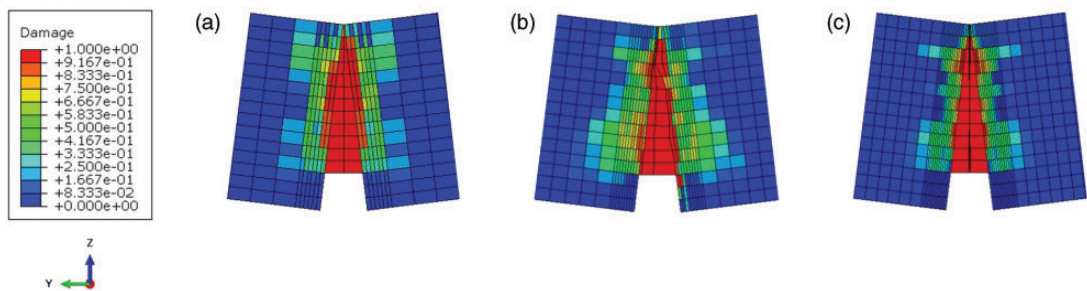 Damage
+1.000e+00
+9.167e-01
+8.333e-01
+7.500e-01
+6.667e-01
+5.833e-01
+5.000e-01
+4.167e-01
+3.333e-01
+2.500e-01
+1.667e-01
+8.333e-02
+0.000e+00
(a)
(b)
(c)
Z
Y